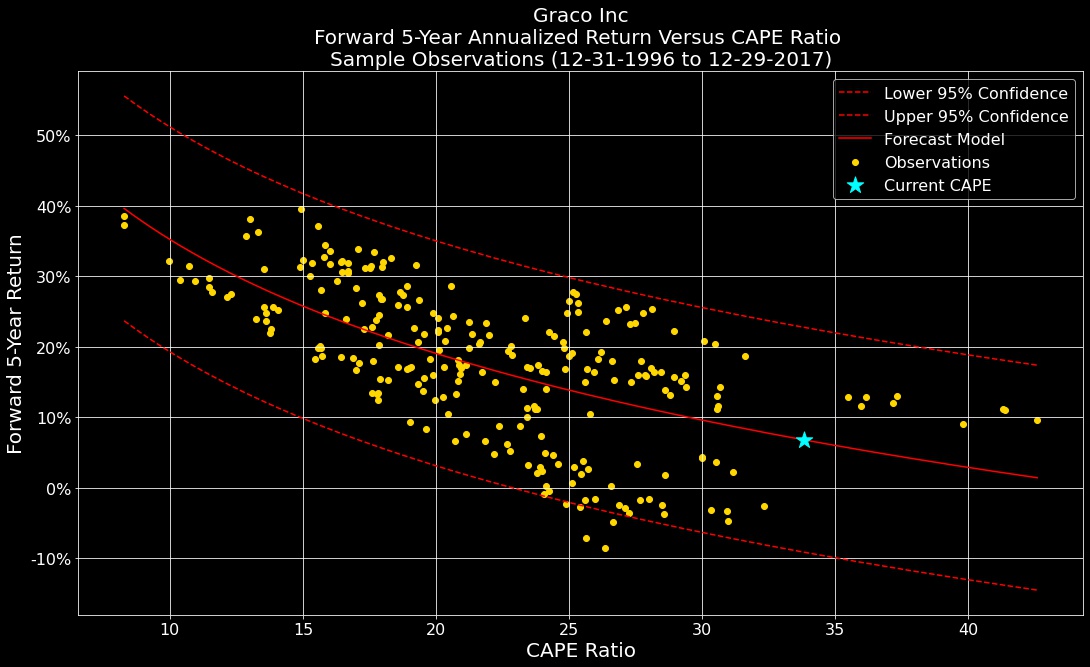 Graco Inc
Forward 5-Year Annualized Return Versus CAPE Ratio
Sample Observations (12-31-1996 to 12-29-2017)
Lower 95% Confidence
Upper 95% Confidence
Forecast Model
Observations
Current CAPE
Forward 5-Year Return
50%
40%
30%
20%
10%
0%
-10%
10 15 20 25 30 35 40
CAPE Ratio